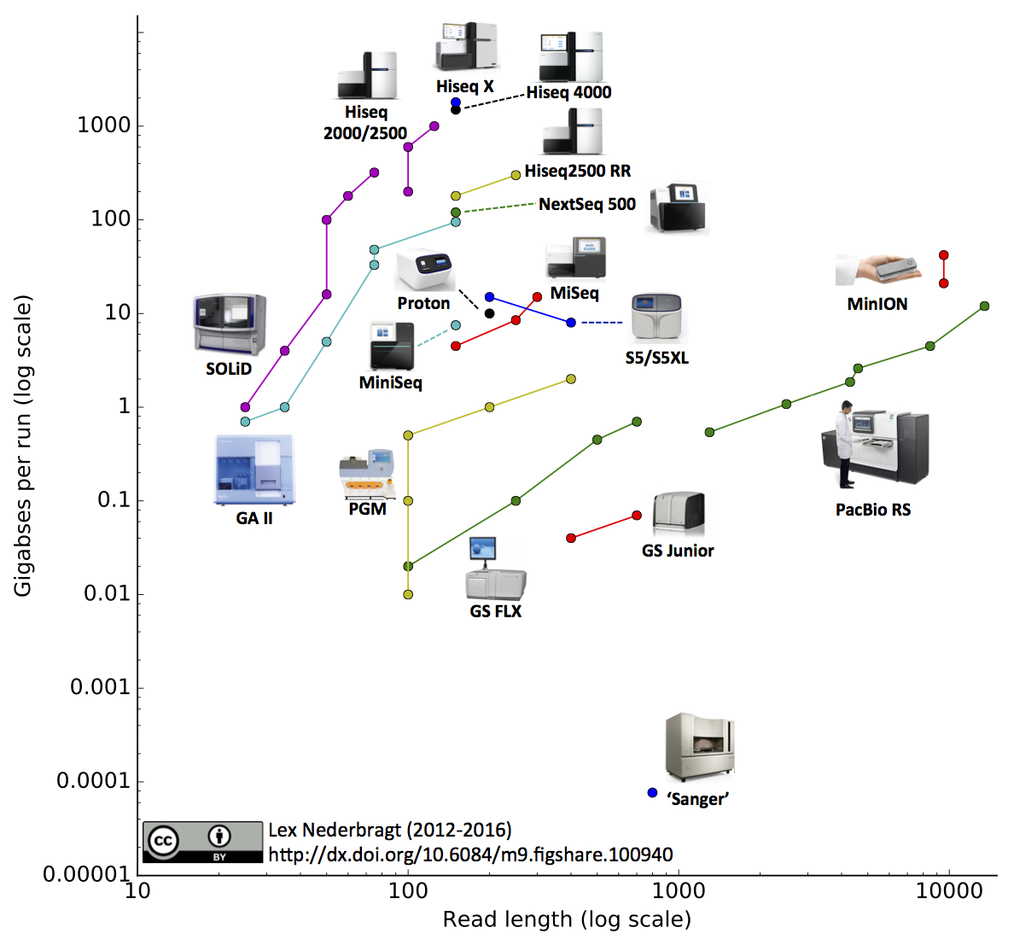 Hiseq X
Hiseq 4000
Hiseq
2000/2500
1000
Hiseq2500 RR
NextSeq 500
100
MiSeq
Proton
MinION
10
S5/S5XL
SOLiD
MiniSeq
1
Gigabses per run (log scale)
0.1
PGM
PacBio RS
GA II
GS Junior
0.01
GS FLX
0.001
0.0001
'Sanger'
cc
BY
Lex Nederbragt (2012-2016)
http://dx.doi.org/10.6084/m9.figshare.100940
0.00001
10
100
1000
10000
Read length (log scale)